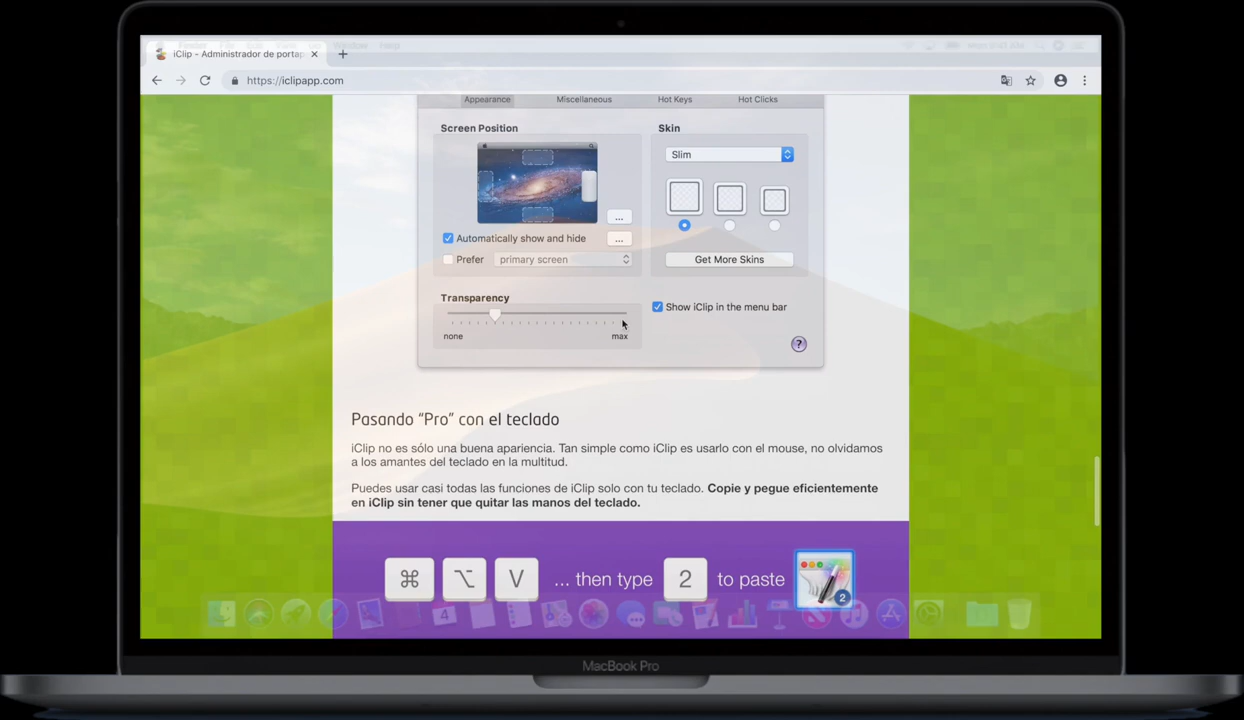 iClip – Administrador de portap
https://iclipapp.com
Appearance
Miscellaneous
Hot Keys
Hot Clicks
Screen Position
Skin
Slim
...
Automatically show and hide
...
Prefer
primary screen
Get More Skins
Transparency
Show iClip in the menu bar
none
max
?
Pasando “Pro” con el teclado
iClip no es sólo una buena apariencia. Tan simple como iClip es usarlo con el mouse, no olvidamos
a los amantes del teclado en la multitud.
Puedes usar casi todas las funciones de iClip solo con tu teclado. Copie y pegue eficientemente
en iClip sin tener que quitar las manos del teclado.
⌘ ⌥ V ... then type 2 to paste
2
4
MacBook Pro